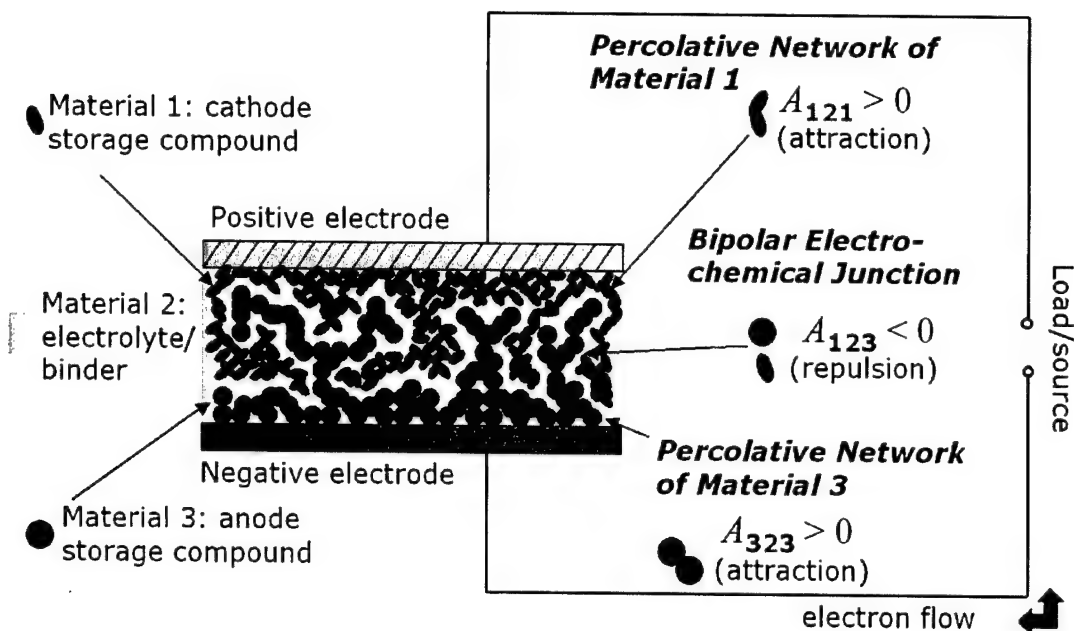 Percolative Network of
Material 1
A121 > 0
(attraction)
Material 1: cathode
storage compound
Positive electrode
Bipolar Electro-
chemical Junction
Material 2:
electrolyte/
binder
A123 < 0
(repulsion)
Load/source
Negative electrode
Percolative Network
of Material 3
Material 3: anode
storage compound
A323 > 0
(attraction)
electron flow